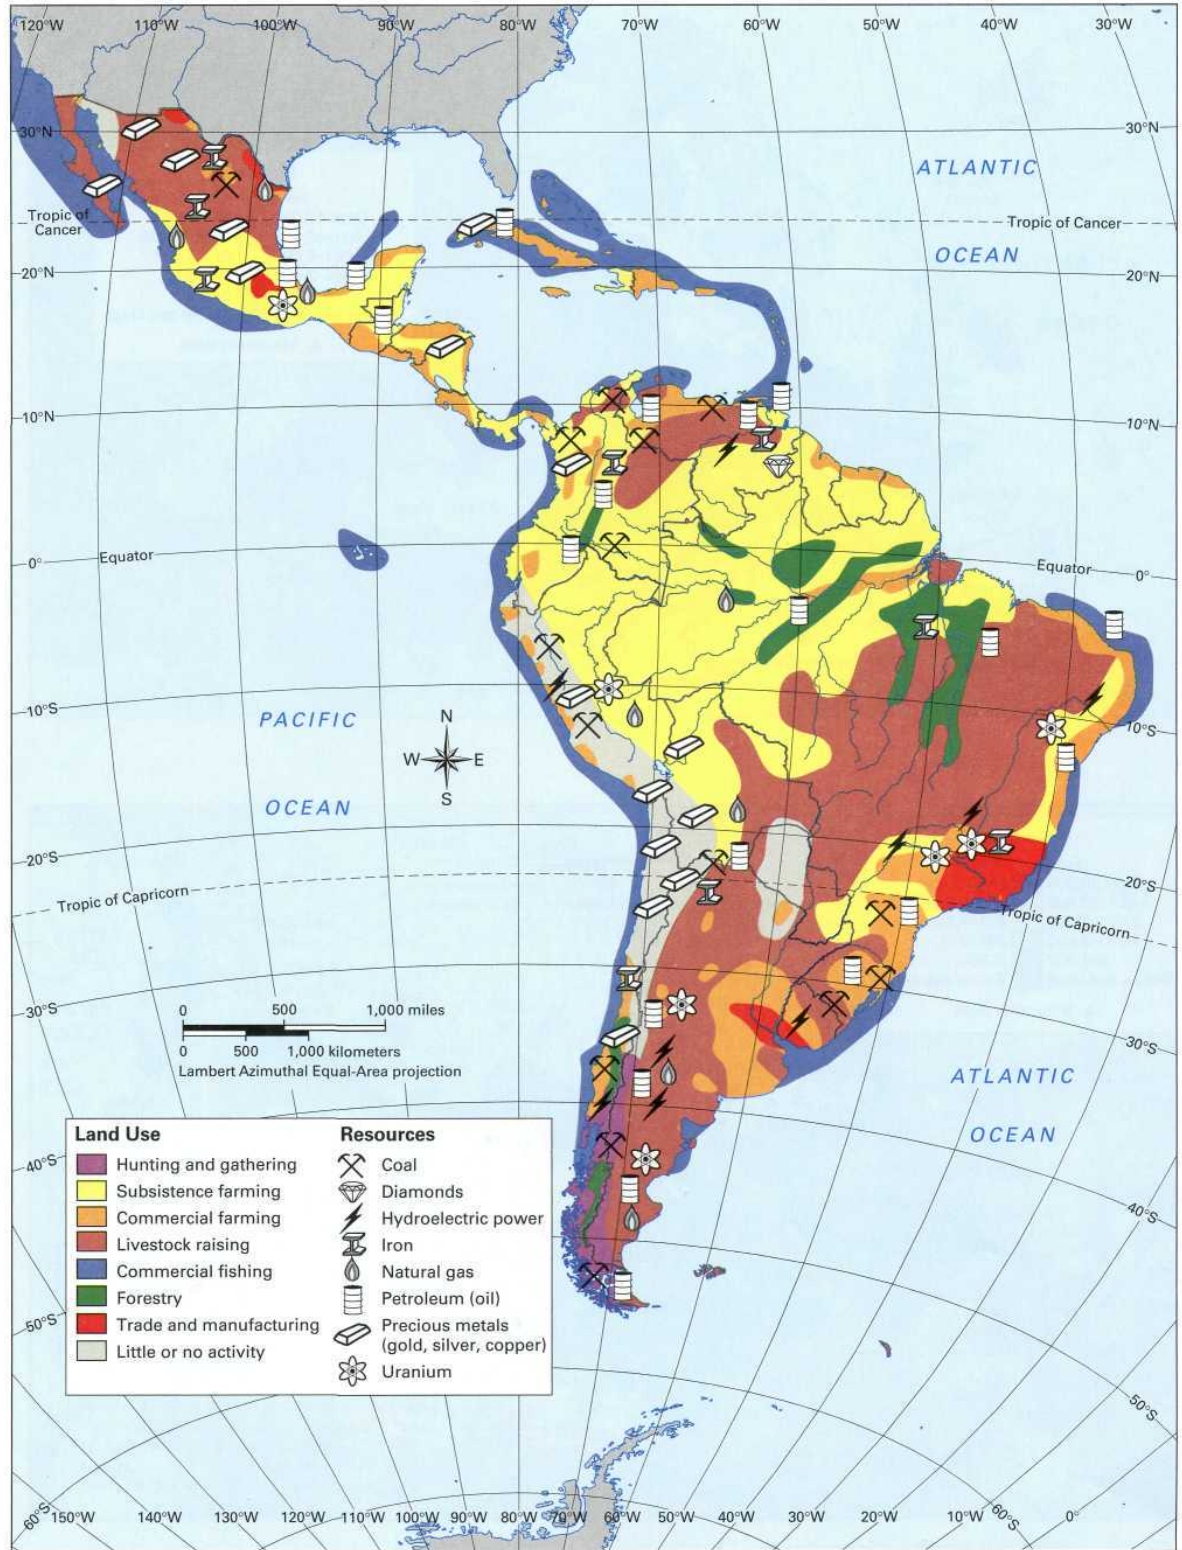 120°W 110°W 100°W 90°W 80°W 70°W 60°W 50°W 40°W 30°W
30°N 30°N
ATLANTIC
Tropic of
Cancer
Tropic of Cancer
OCEAN
20°N 20°N
10°N 10°N
Equator Equator
0° 0°
10°S 10°S
PACIFIC
N
W E
S
OCEAN
20°S 20°S
Tropic of Capricorn Tropic of Capricorn
30°S 30°S
0 500 1,000 miles
0 500 1,000 kilometers
Lambert Azimuthal Equal-Area projection
ATLANTIC
OCEAN
40°S 40°S
50°S 50°S
Land Use
Hunting and gathering
Subsistence farming
Commercial farming
Livestock raising
Commercial fishing
Forestry
Trade and manufacturing
Little or no activity
Resources
Coal
Diamonds
Hydroelectric power
Iron
Natural gas
Petroleum (oil)
Precious metals
(gold, silver, copper)
Uranium
60°S 150°W 140°W 130°W 120°W 110°W 100°W 90°W 80°W 70°W 60°W 50°W 40°W 30°W 20°W 10°W 60°S 0°